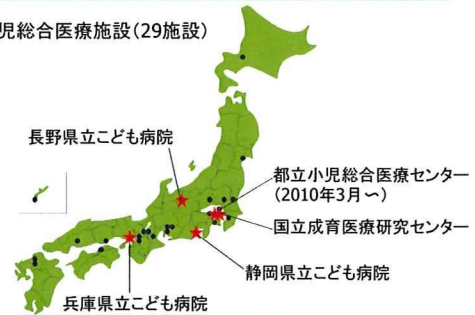 児総合医療施設(29施設)
長野県立こども病院
都立小児総合医療センター
(2010年3月～)
国立成育医療研究センター
静岡県立こども病院
兵庫県立こども病院